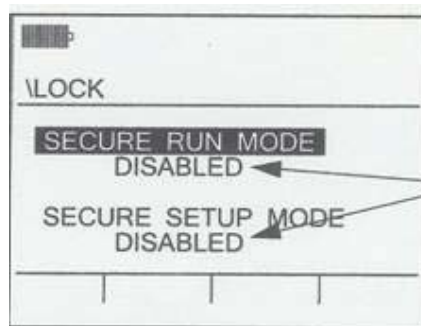 \LOCK
SECURE RUN MODE
DISABLED
SECURE SETUP MODE
DISABLED